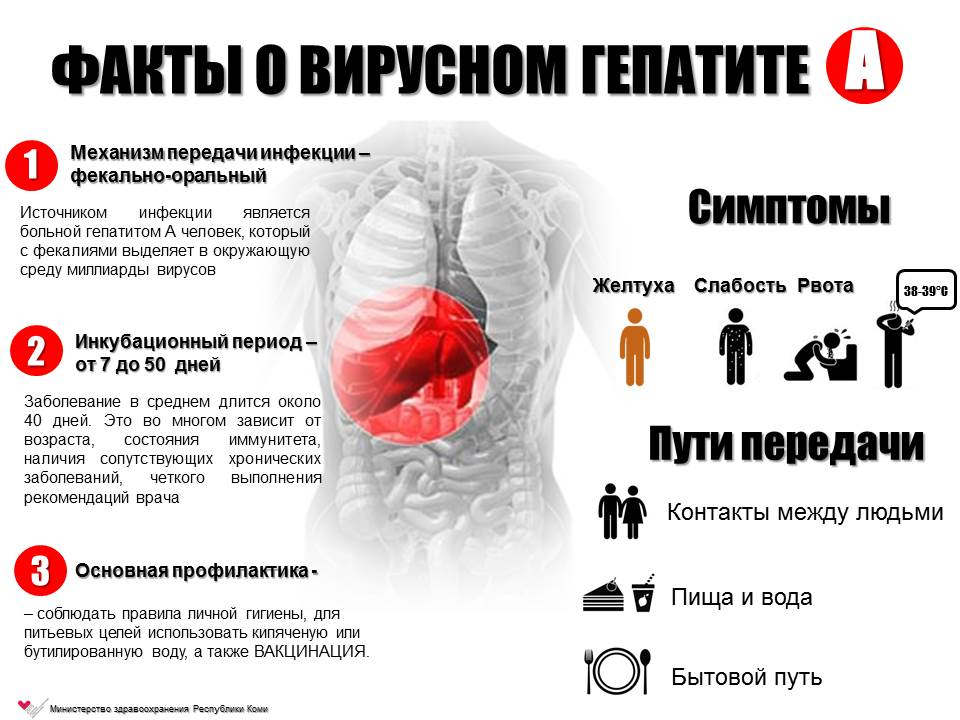 ФАКТЫ О ВИРУСНОМ ГЕПАТИТЕ А
1
Механизм передачи инфекции –
фекально-оральный
Источником инфекции является
больной гепатитом А человек, который
с фекалиями выделяет в окружающую
среду миллиарды вирусов
2
Инкубационный период –
от 7 до 50 дней
Заболевание в среднем длится около
40 дней. Это во многом зависит от
возраста, состояния иммунитета,
наличия сопутствующих хронических
заболеваний, четкого выполнения
рекомендаций врача
3
Основная профилактика -
– соблюдать правила личной гигиены, для
питьевых целей использовать кипяченую или
бутилированную воду, а также ВАКЦИНАЦИЯ.
Министерство здравоохранения Республики Коми
Симптомы
Желтуха Слабость Рвота
38-39°С
Пути передачи
Контакты между людьми
Пища и вода
Бытовой путь